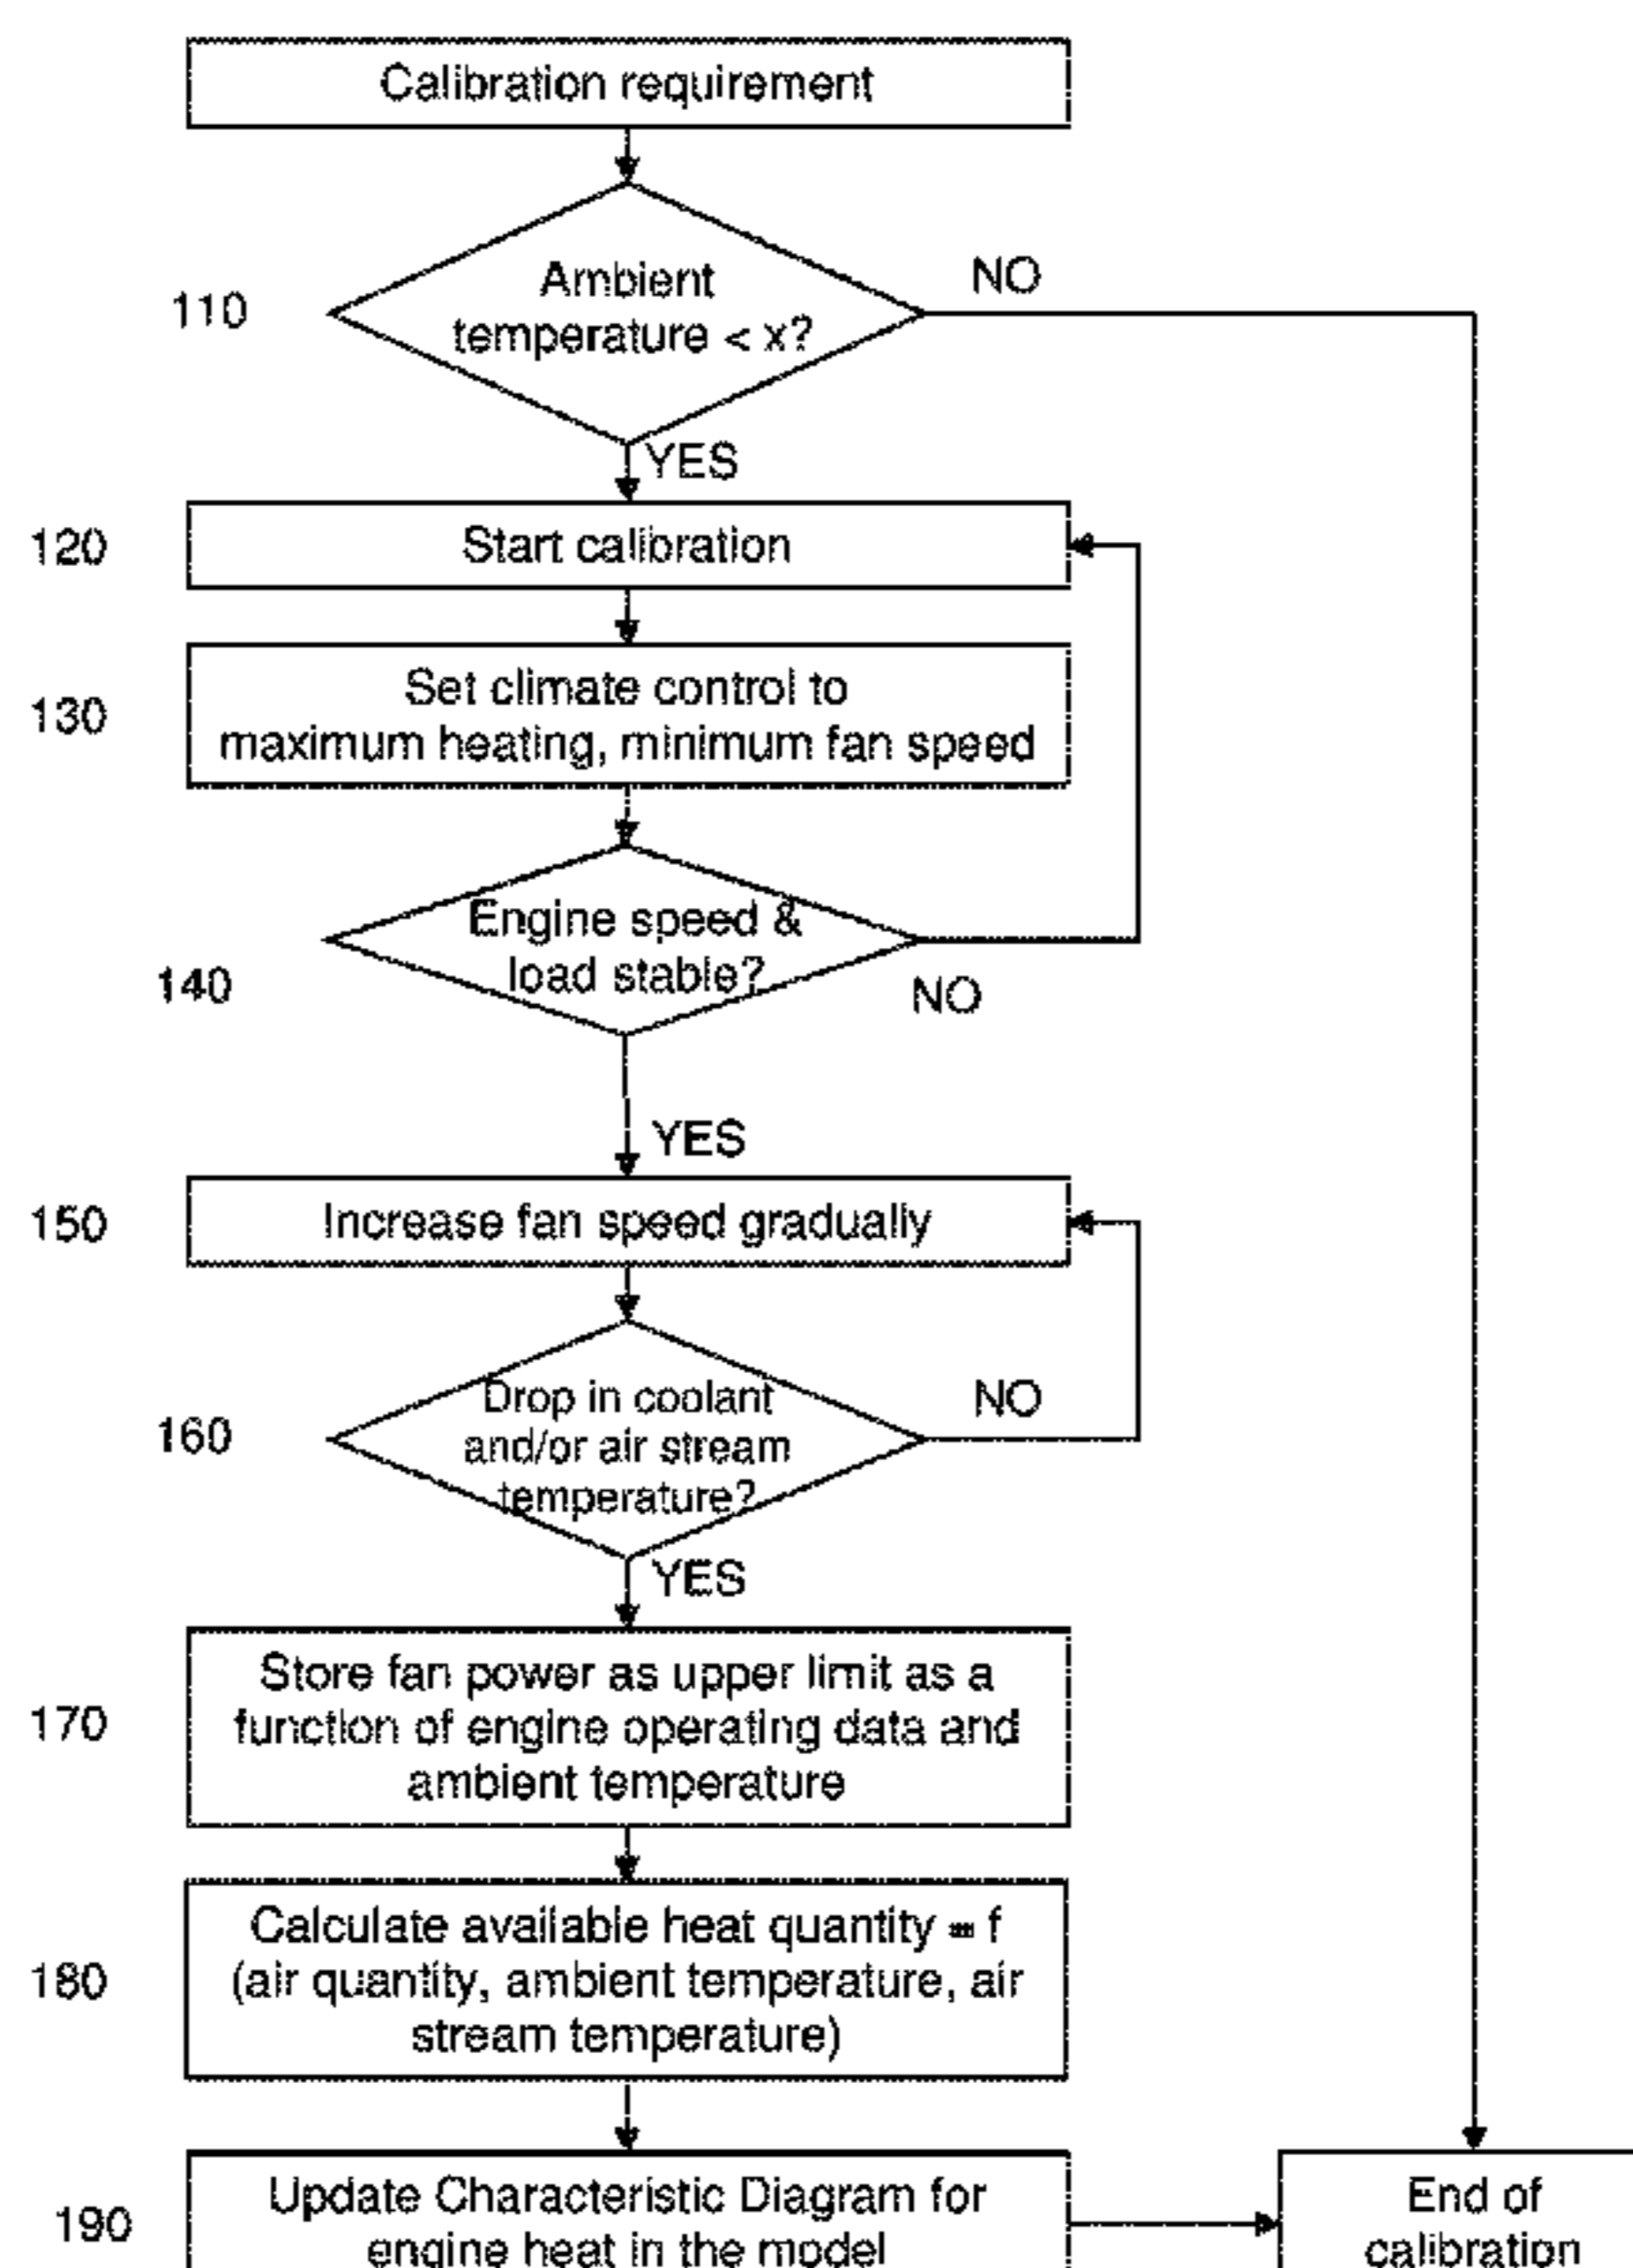 Calibration requirement
110
Ambient
temperature < x?
NO
YES
120
Start calibration
130
Set climate control to
maximum heating, minimum fan speed
140
Engine speed &
load stable?
NO
YES
150
Increase fan speed gradually
160
Drop in coolant
and/or air stream
temperature?
NO
YES
170
Store fan power as upper limit as a
function of engine operating data and
ambient temperature
180
Calculate available heat quantity = f
(air quantity, ambient temperature, air
stream temperature)
190
Update Characteristic Diagram for
engine heat in the model
End of
calibration